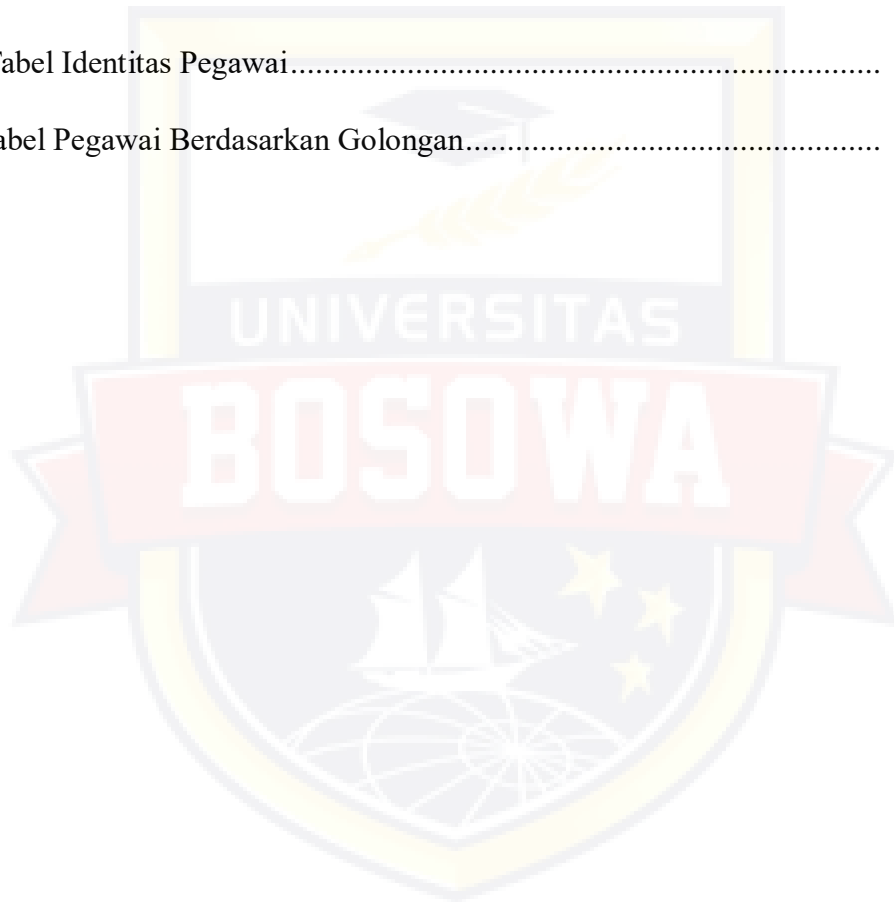 Tabel Identitas Pegawai......................................................................
abel Pegawai Berdasarkan Golongan.................................................
UNIVERSITAS
BOSOWA